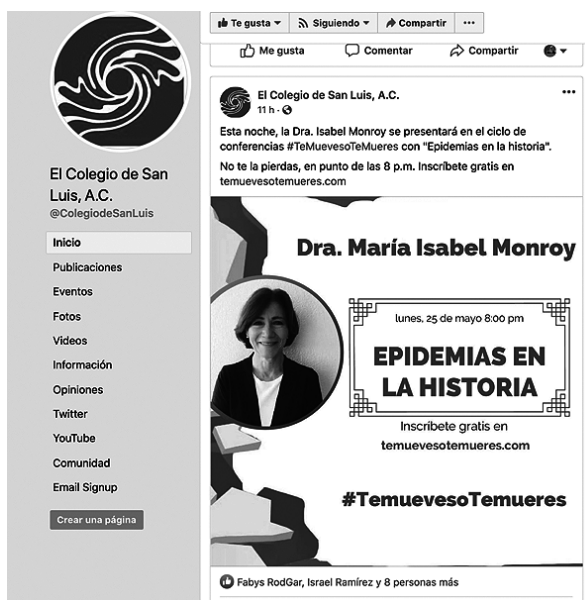 Te gusta Siguiendo Compartir ...
Me gusta Comentar Compartir
El Colegio de San
Luis, A.C.
@ColegiodeSanLuis
Inicio
Publicaciones
Eventos
Fotos
Videos
Información
Opiniones
Twitter
YouTube
Comunidad
Email Signup
Crear una página
El Colegio de San Luis, A.C.
11 h ·
Esta noche, la Dra. Isabel Monroy se presentará en el ciclo de
conferencias #TeMuevesoTeMueres con "Epidemias en la historia".
No te la pierdas, en punto de las 8 p.m. Inscríbete gratis en
temuevesotemueres.com
Dra. María Isabel Monroy
lunes, 25 de mayo 8:00 pm
EPIDEMIAS EN
LA HISTORIA
Inscríbete gratis en
temuevesotemueres.com
#TemuevesoTemueres
Fabys RodGar, Israel Ramírez y 8 personas más